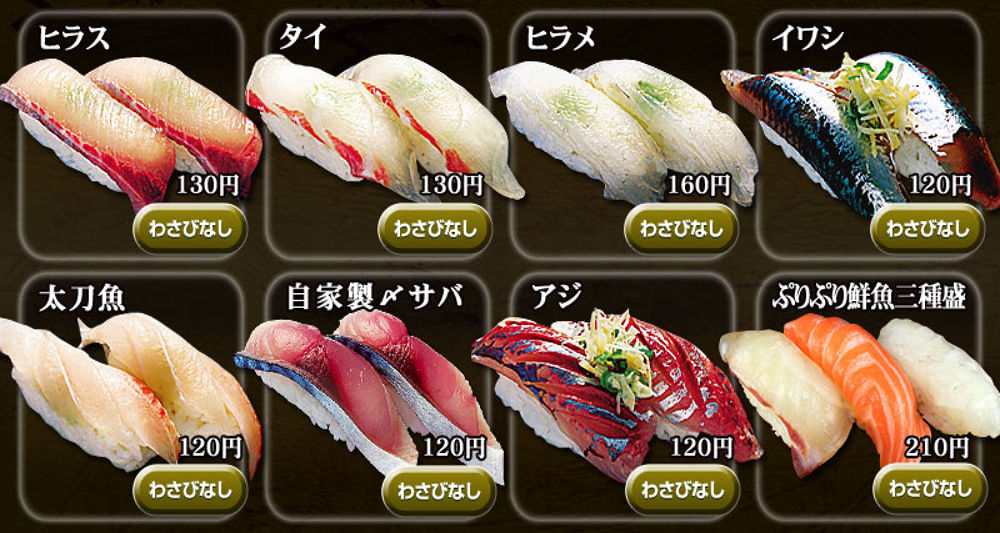 ヒラス
130円
わさびなし
タイ
130円
わさびなし
ヒラメ
160円
わさびなし
イワシ
120円
わさびなし
太刀魚
120円
わさびなし
自家製〆サバ
120円
わさびなし
アジ
120円
わさびなし
ぷりぷり鮮魚三種盛
210円
わさびなし